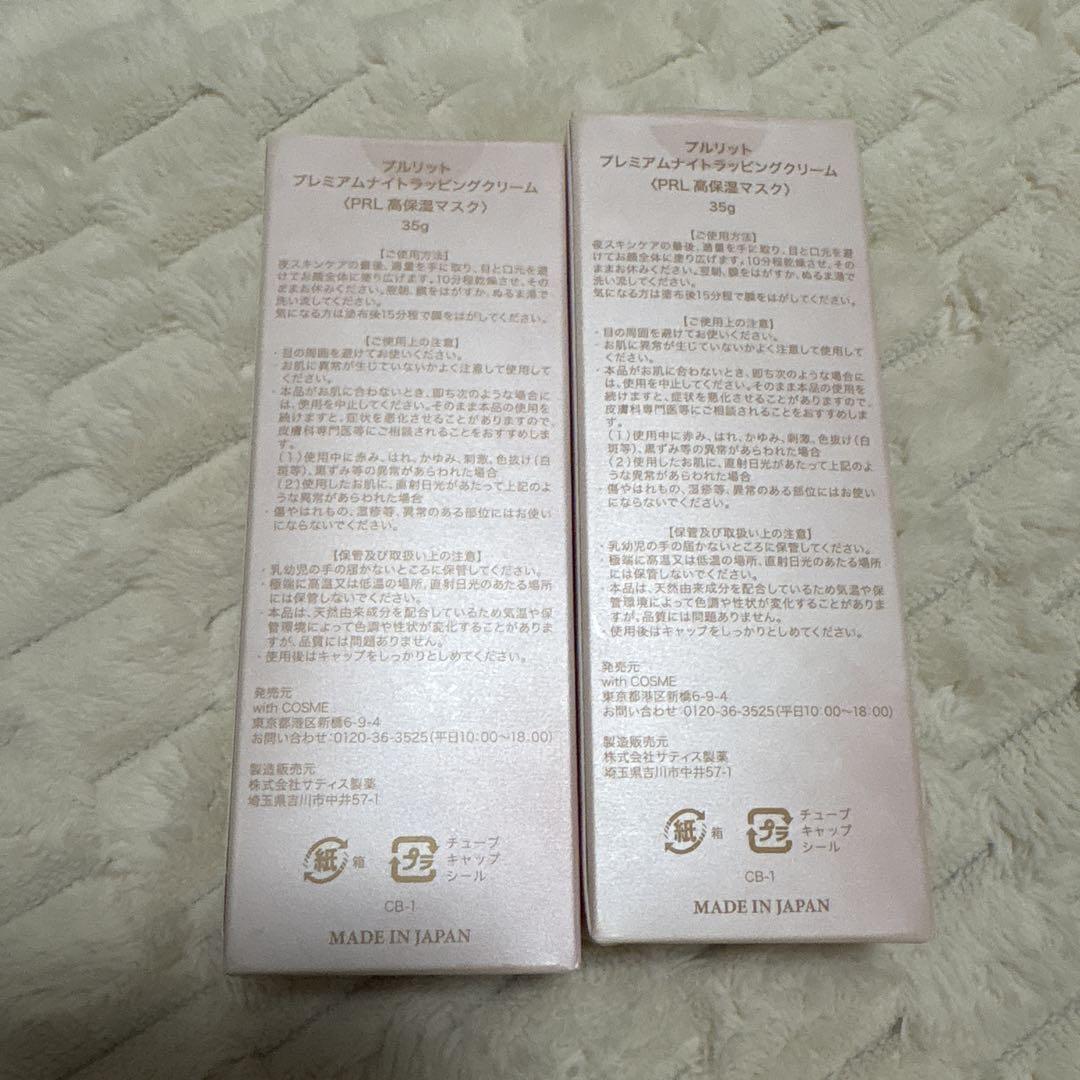 プルリット
プレミアムナイトラッピングクリーム
〈PRL 高保湿マスク〉
35g
【ご使用方法】
夜スキンケアの最後、適量を手に取り、目と口元を避
けてお顔全体に塗り広げます。10分程乾燥させ、その
ままお休みください。翌朝、膜をはがすか、ぬるま湯で
洗い流してください。
気になる方は塗布後15分程で膜をはがしてください。
【ご使用上の注意】
・目の周囲を避けてお使いください。
・お肌に異常が生じていないかよく注意して使用して
ください。
・本品がお肌に合わないとき、即ち次のような場合に
は、使用を中止してください。そのまま本品の使用を
続けますと、症状を悪化させることがありますので、
皮膚科専門医等にご相談されることをおすすめしま
す。
(1)使用中に赤み、はれ、かゆみ、刺激、色抜け(白
斑等)、黒ずみ等の異常があらわれた場合
(2)使用したお肌に、直射日光があたって上記のよ
うな異常があらわれた場合
・傷やはれもの、湿疹等、異常のある部位にはお使い
にならないでください。
【保管及び取扱い上の注意】
・乳幼児の手の届かないところに保管してください。
・極端に高温又は低温の場所、直射日光のあたる場所
には保管しないでください。
・本品は、天然由来成分を配合しているため気温や保
管環境によって色調や性状が変化することがありま
すが、品質には問題ありません。
・使用後はキャップをしっかりとしめてください。
発売元
with COSME
東京都港区新橋6-9-4
お問い合わせ:0120-36-3525(平日10:00〜18:00)
製造販売元
株式会社サティス製薬
埼玉県吉川市中井57-1
紙 箱
プラ チューブ
キャップ
シール
CB-1
MADE IN JAPAN
プルリット
プレミアムナイトラッピングクリーム
〈PRL 高保湿マスク〉
35g
【ご使用方法】
夜スキンケアの最後、適量を手に取り、目と口元を避
けてお顔全体に塗り広げます。10分程乾燥させ、その
ままお休みください。翌朝、膜をはがすか、ぬるま湯で
洗い流してください。
気になる方は塗布後15分程で膜をはがしてください。
【ご使用上の注意】
・目の周囲を避けてお使いください。
・お肌に異常が生じていないかよく注意して使用して
ください。
・本品がお肌に合わないとき、即ち次のような場合に
は、使用を中止してください。そのまま本品の使用を
続けますと、症状を悪化させることがありますので、
皮膚科専門医等にご相談されることをおすすめしま
す。
(1)使用中に赤み、はれ、かゆみ、刺激、色抜け(白
斑等)、黒ずみ等の異常があらわれた場合
(2)使用したお肌に、直射日光があたって上記のよ
うな異常があらわれた場合
・傷やはれもの、湿疹等、異常のある部位にはお使い
にならないでください。
【保管及び取扱い上の注意】
・乳幼児の手の届かないところに保管してください。
・極端に高温又は低温の場所、直射日光のあたる場所
には保管しないでください。
・本品は、天然由来成分を配合しているため気温や保
管環境によって色調や性状が変化することがありま
すが、品質には問題ありません。
・使用後はキャップをしっかりとしめてください。
発売元
with COSME
東京都港区新橋6-9-4
お問い合わせ:0120-36-3525(平日10:00〜18:00)
製造販売元
株式会社サティス製薬
埼玉県吉川市中井57-1
紙 箱
プラ チューブ
キャップ
シール
CB-1
MADE IN JAPAN